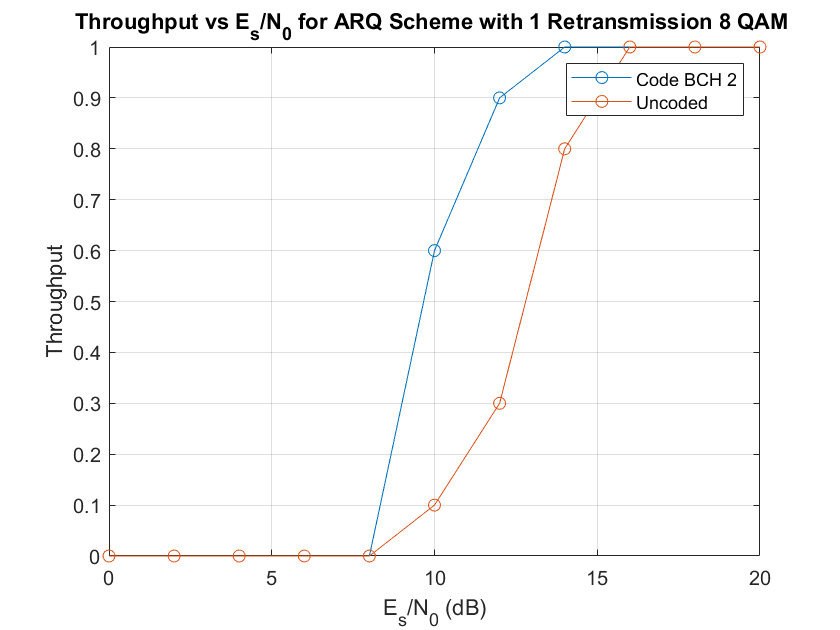 Throughput vs E_s/N_0 for ARQ Scheme with 1 Retransmission 8 QAM
1
0.9
0.8
0.7
0.6
0.5
0.4
0.3
0.2
0.1
0
Throughput
Code BCH 2
Uncoded
0 5 10 15 20
E_s/N_0 (dB)